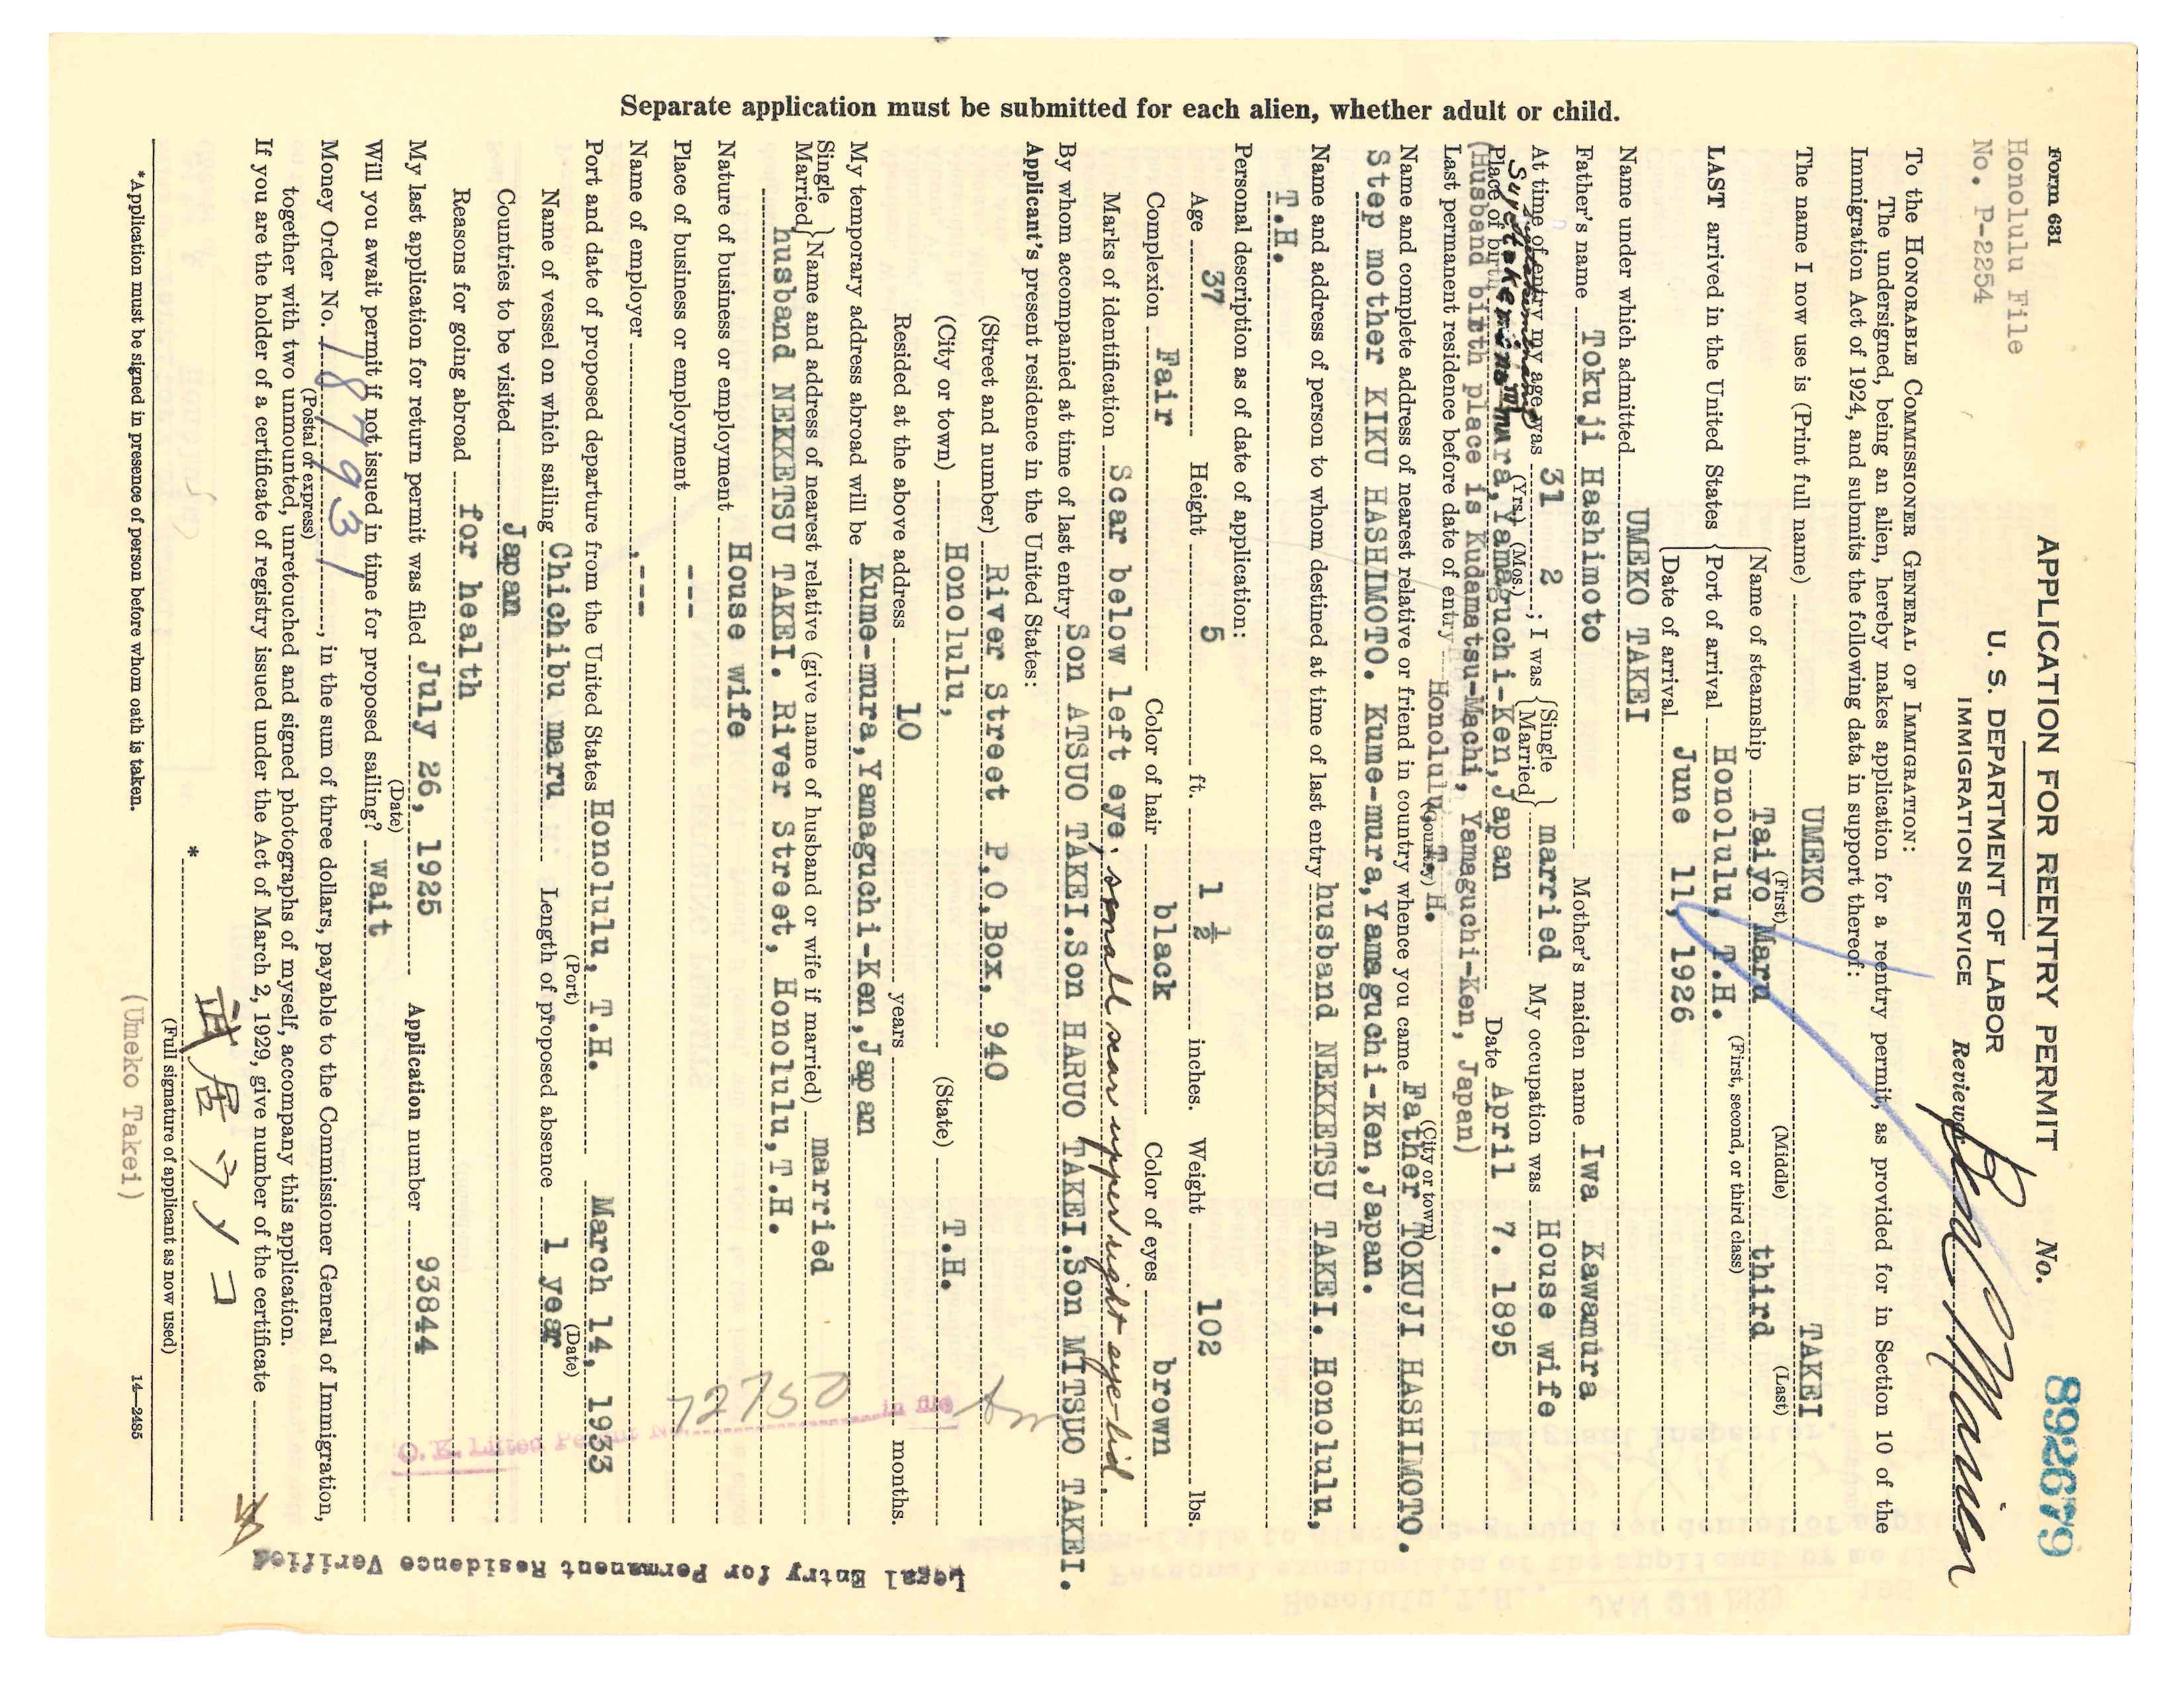 Form 631
Honolulu File
No. P-2254
APPLICATION FOR REENTRY PERMIT No. 892679
U. S. DEPARTMENT OF LABOR
IMMIGRATION SERVICE
Reviewer Ben C Marien
To the HONORABLE COMMISSIONER GENERAL OF IMMIGRATION:
The undersigned, being an alien, hereby makes application for a reentry permit, as provided for in Section 10 of the
Immigration Act of 1924, and submits the following data in support thereof:
The name I now use is (Print full name) UMEKO TAKEI
(First) (Middle) (Last)
Name of steamship Taiyo Maru third
(First, second, or third class)
LAST arrived in the United States Port of arrival Honolulu, T.H.
Date of arrival June 11, 1926
Name under which admitted UMEKO TAKEI
Father's name Tokuji Hashimoto Mother's maiden name Iwa Kawamura
At time of entry my age was 31 2 ; I was {Single Married} married My occupation was House wife
(Yrs.) (Mos.)
Place of birth mura, Yamaguchi-Ken, Japan Date April 7. 1895
(Husband birth place is Kudamatsu-Machi, Yamaguchi-Ken, Japan)
Last permanent residence before date of entry Honolulu, T. H.
(Country) (City or town)
Name and complete address of nearest relative or friend in country whence you came Father TOKUJI HASHIMOTO.
Step mother KIKU HASHIMOTO. Kume-mura, Yamaguchi-Ken, Japan.
Name and address of person to whom destined at time of last entry husband NEKKETSU TAKEI. Honolulu,
T.H.
Personal description as of date of application:
Age 37 Height 5 ft. 1 ½ inches. Weight 102 lbs.
Complexion Fair Color of hair black Color of eyes brown
Marks of identification Scar below left eye; small scar upper right eye-lid.
By whom accompanied at time of last entry Son ATSUO TAKEI. Son HARUO TAKEI. Son MITSUO TAKEI.
Applicant's present residence in the United States:
(Street and number) River Street P.O.Box, 940
(City or town) Honolulu, (State) T.H.
Resided at the above address 10 years months.
My temporary address abroad will be Kume-mura, Yamaguchi-Ken, Japan
Single Married} Name and address of nearest relative (give name of husband or wife if married) married
husband NEKKETSU TAKEI. River Street, Honolulu, T.H.
Nature of business or employment House wife
Place of business or employment ---
Name of employer ---
Port and date of proposed departure from the United States Honolulu, T.H. March 14, 1933
(Port) (Date)
Name of vessel on which sailing Chichibu maru Length of proposed absence 1 year
Countries to be visited Japan
Reasons for going abroad for health
My last application for return permit was filed July 26, 1925 Application number 93844
(Date)
Will you await permit if not issued in time for proposed sailing? wait
Money Order No. 187931, in the sum of three dollars, payable to the Commissioner General of Immigration,
(Postal or express)
together with two unmounted, unretouched and signed photographs of myself, accompany this application.
If you are the holder of a certificate of registry issued under the Act of March 2, 1929, give number of the certificate
* 武居ウメコ
(Full signature of applicant as now used)
*Application must be signed in presence of person before whom oath is taken.
(Umeko Takei)
14—2485
Separate application must be submitted for each alien, whether adult or child.
Legal Entry for Permanent Residence Verified